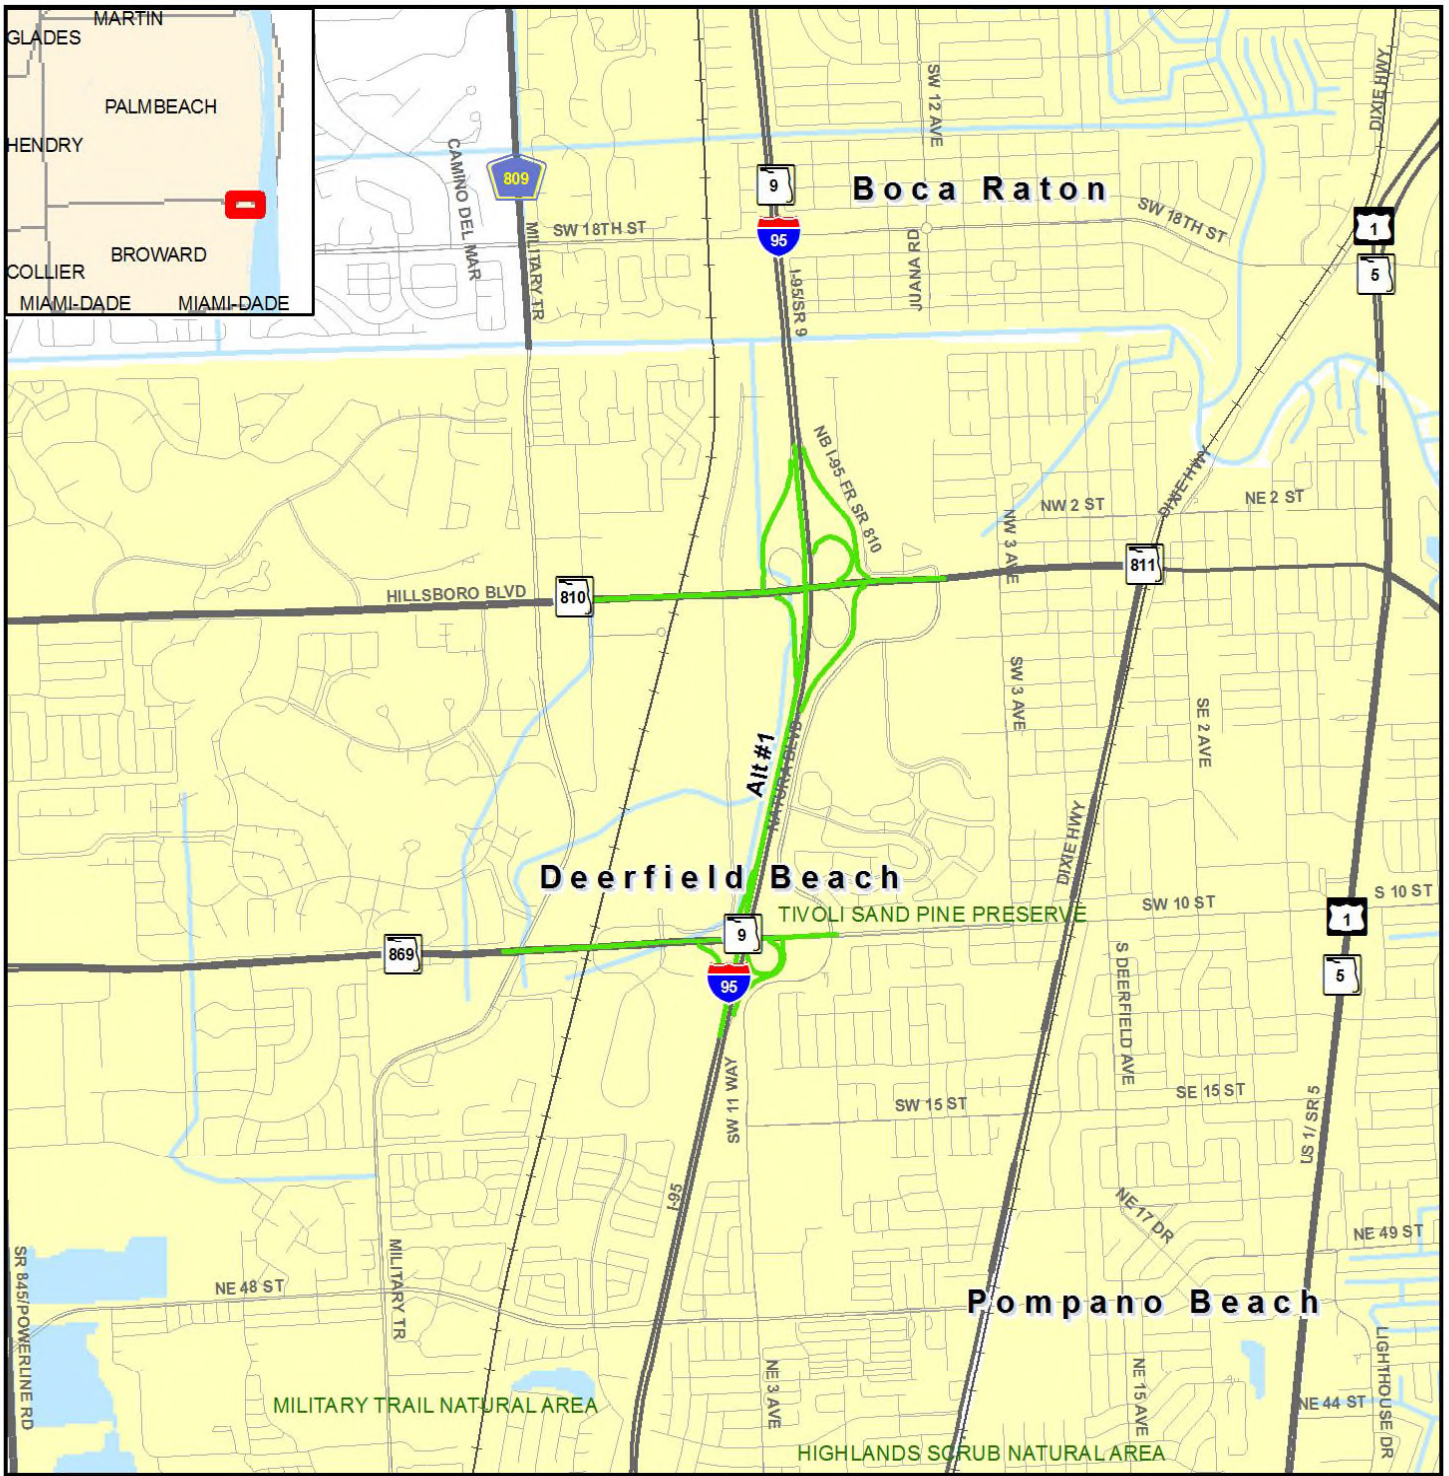 MARTIN
GLADES
PALMBEACH
HENDRY
BROWARD
COLLIER
MIAMI-DADE
MIAMI-DADE
SW 12 AVE
DIXIE HWY
CAMINO DEL MAR
809
9
Boca Raton
SW 18TH ST
MILITARY TR
SW 18TH ST
95
1
JUANA RD
I-95/SR 9
5
NB I-95 FR SR 810
DIXIE HWY
NW 2 ST
NE 2 ST
NW 3 AVE
811
HILLSBORO BLVD
810
SW 3 AVE
SE 2 AVE
Alt #1
NATURA BLVD
DIXIE HWY
Deerfield Beach
SW 10 ST
S 10 ST
TIVOLI SAND PINE PRESERVE
1
9
869
95
5
S DEERFIELD AVE
SW 11 WAY
SW 15 ST
SE 15 ST
US 1/ SR 5
I-95
NE 17 DR
NE 49 ST
SR 845/POWERLINE RD
MILITARY TR
NE 48 ST
Pompano Beach
LIGHTHOUSE DR
NE 3 AVE
NE 15 AVE
NE 44 ST
MILITARY TRAIL NATURAL AREA
HIGHLANDS SCRUB NATURAL AREA